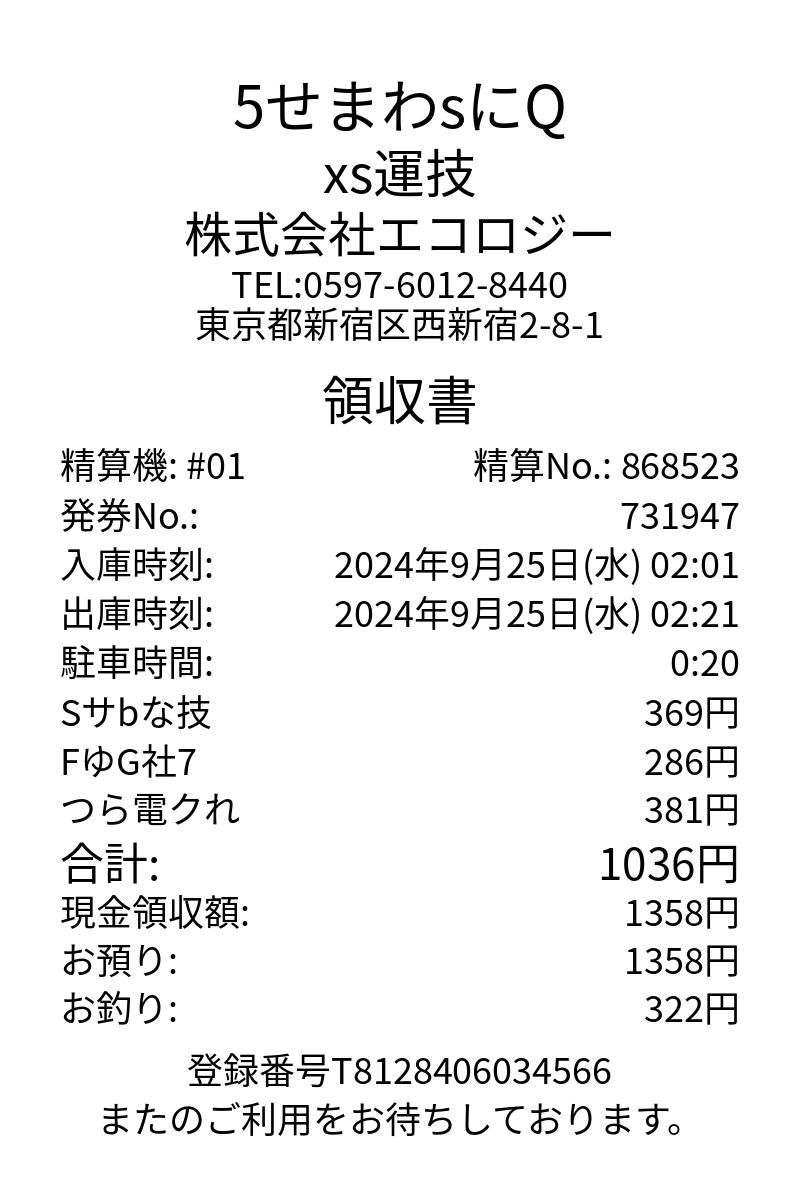 5せまわsにQ
xs運技
株式会社エコロジー
TEL:0597-6012-8440
東京都新宿区西新宿2-8-1
領収書
精算機: #01 精算No.: 868523
発券No.: 731947
入庫時刻: 2024年9月25日(水) 02:01
出庫時刻: 2024年9月25日(水) 02:21
駐車時間: 0:20
Sサbな技 369円
FゆG社7 286円
つら電クれ 381円
合計: 1036円
現金領収額: 1358円
お預り: 1358円
お釣り: 322円
登録番号T8128406034566
またのご利用をお待ちしております。